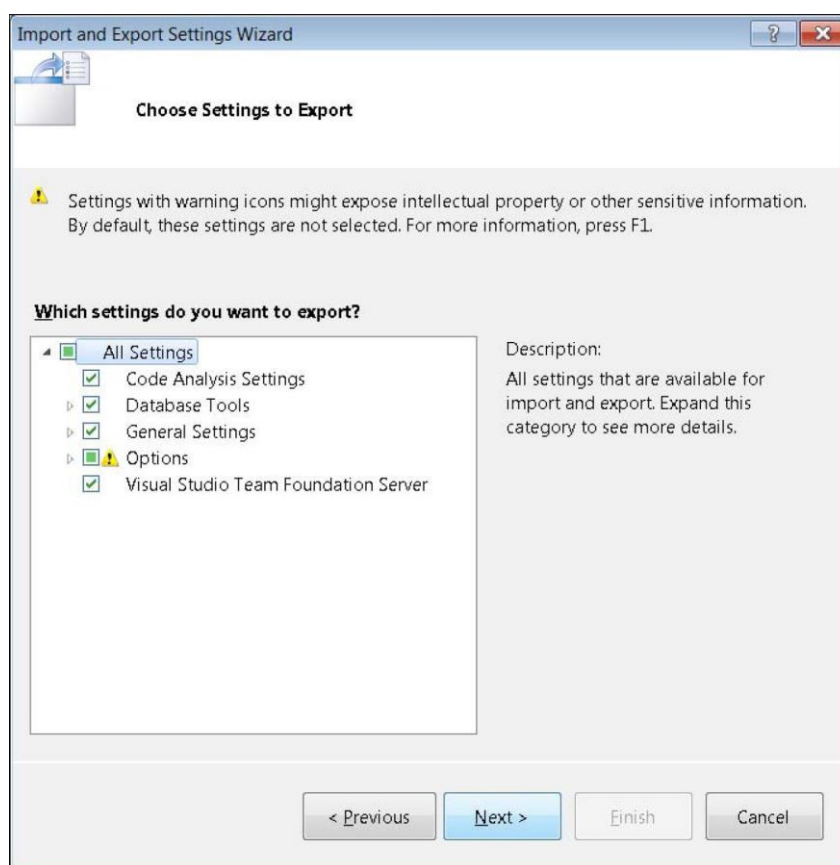 Import and Export Settings Wizard
Choose Settings to Export
Settings with warning icons might expose intellectual property or other sensitive information.
By default, these settings are not selected. For more information, press F1.
Which settings do you want to export?
All Settings
Code Analysis Settings
Database Tools
General Settings
Options
Visual Studio Team Foundation Server
Description:
All settings that are available for
import and export. Expand this
category to see more details.
< Previous
Next >
Finish
Cancel